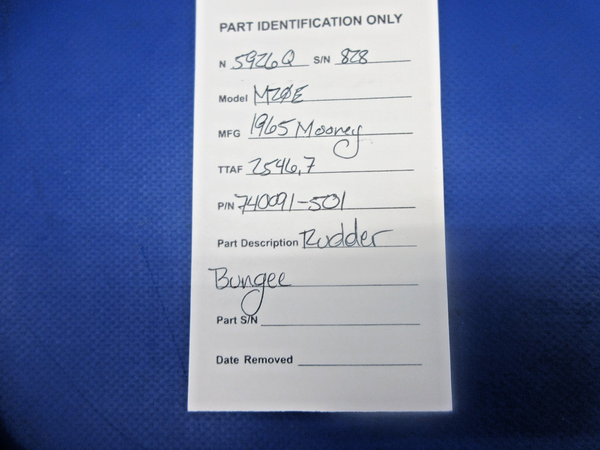 PART IDENTIFICATION ONLY
N 5926Q S/N 828
Model M20E
MFG 1965 Mooney
TTAF 2546.7
P/N 740091-501
Part Description Rudder
Bungee
Part S/N
Date Removed